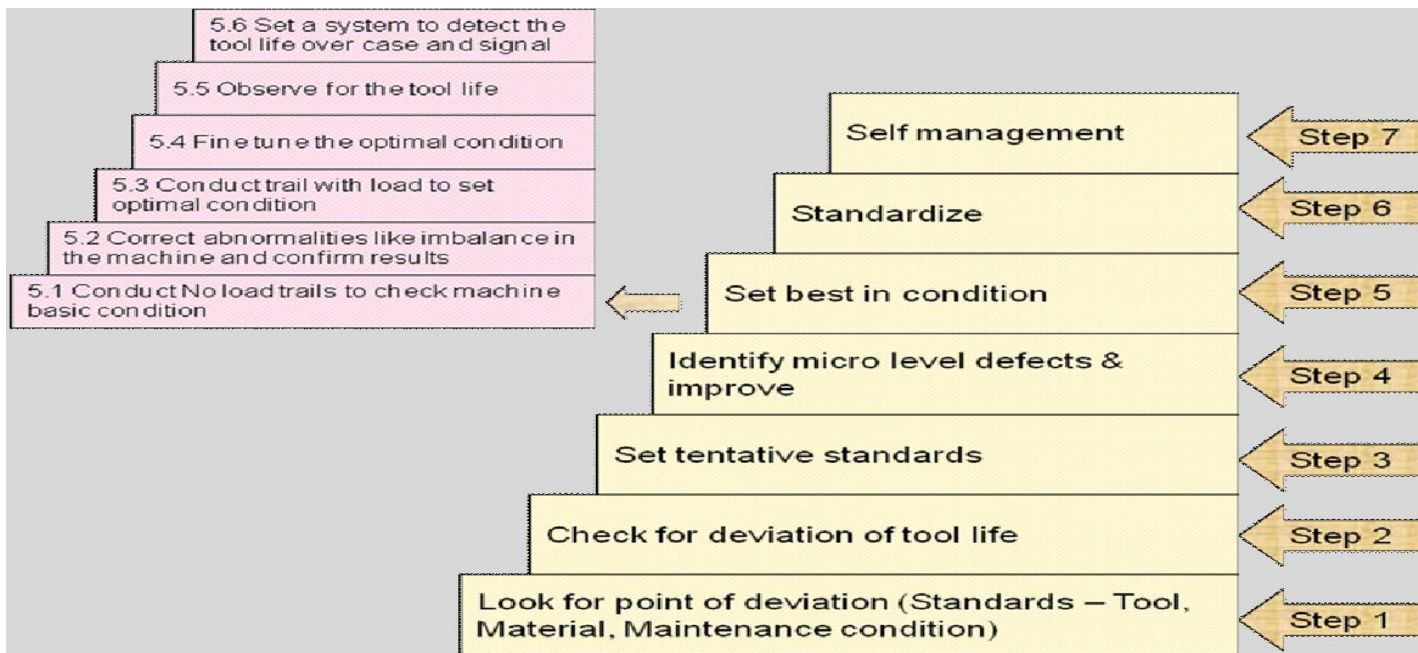 5.6 Set a system to detect the
tool life over case and signal
5.5 Observe for the tool life
5.4 Fine tune the optimal condition
5.3 Conduct trail with load to set
optimal condition
5.2 Correct abnormalities like imbalance in
the machine and confirm results
5.1 Conduct No load trails to check machine
basic condition
Self management
Step 7
Standardize
Step 6
Set best in condition
Step 5
Identify micro level defects &
improve
Step 4
Set tentative standards
Step 3
Check for deviation of tool life
Step 2
Look for point of deviation (Standards – Tool,
Material, Maintenance condition)
Step 1